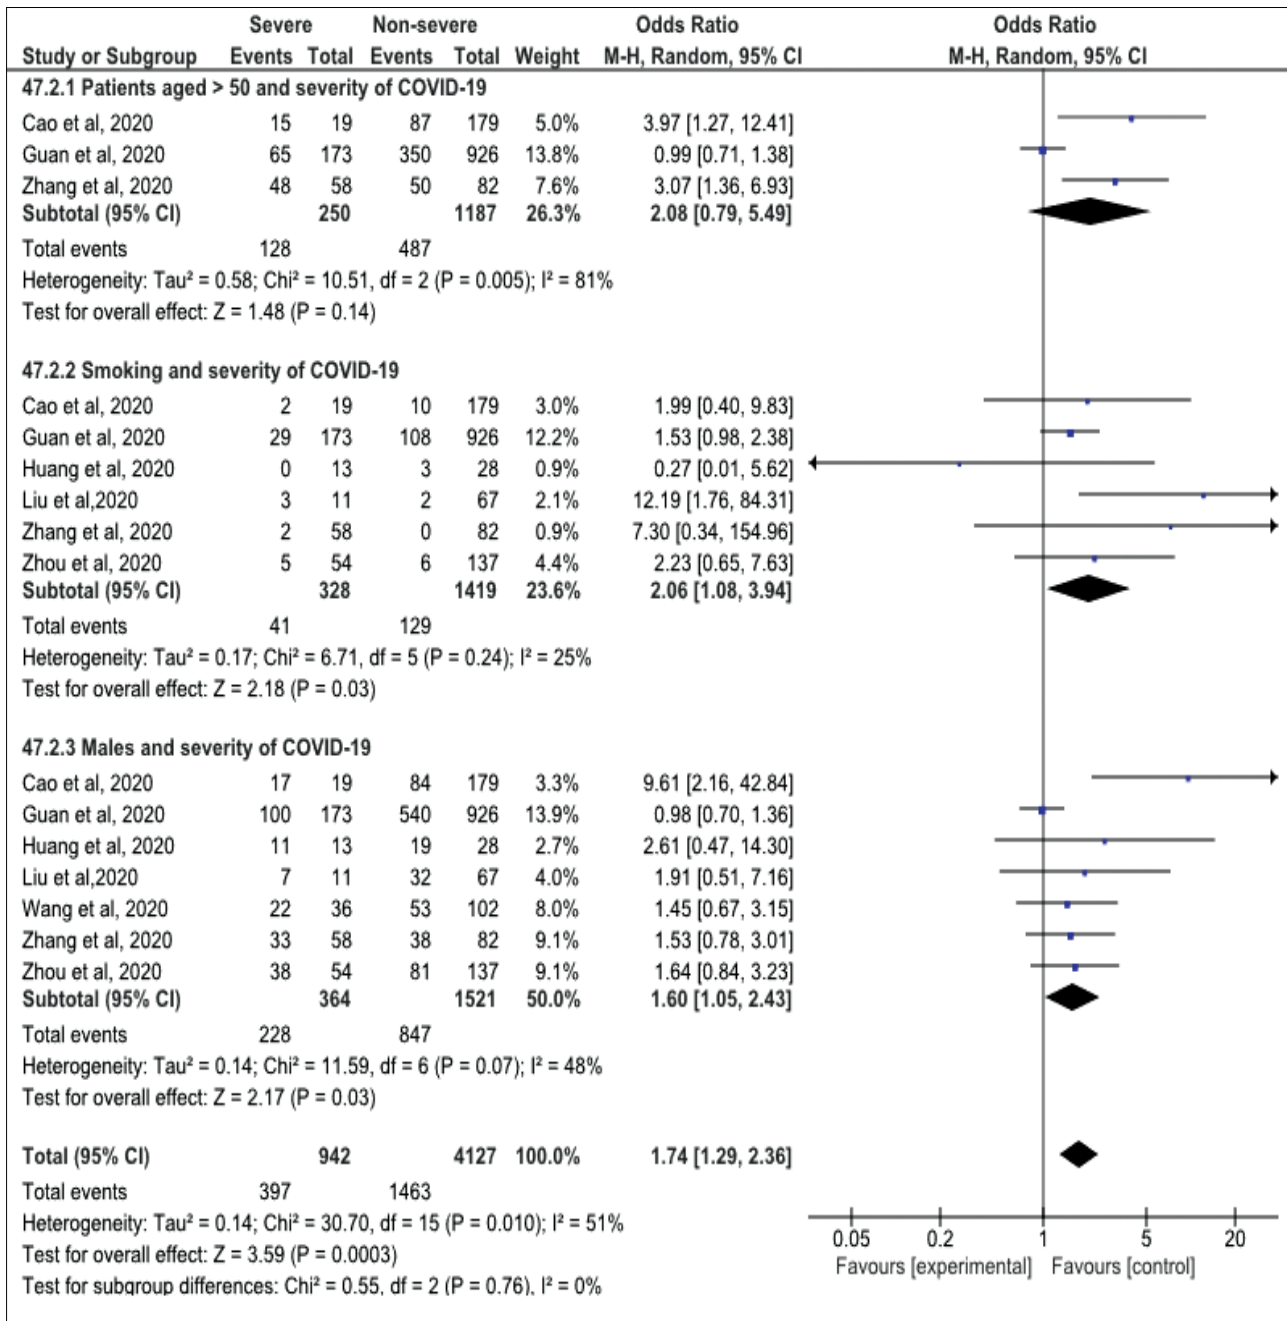 Severe Non-severe Odds Ratio Odds Ratio
Study or Subgroup Events Total Events Total Weight M-H, Random, 95% CI M-H, Random, 95% CI
47.2.1 Patients aged > 50 and severity of COVID-19
Cao et al, 2020 15 19 87 179 5.0% 3.97 [1.27, 12.41]
Guan et al, 2020 65 173 350 926 13.8% 0.99 [0.71, 1.38]
Zhang et al, 2020 48 58 50 82 7.6% 3.07 [1.36, 6.93]
Subtotal (95% CI) 250 1187 26.3% 2.08 [0.79, 5.49]
Total events 128 487
Heterogeneity: Tau² = 0.58; Chi² = 10.51, df = 2 (P = 0.005); I² = 81%
Test for overall effect: Z = 1.48 (P = 0.14)
47.2.2 Smoking and severity of COVID-19
Cao et al, 2020 2 19 10 179 3.0% 1.99 [0.40, 9.83]
Guan et al, 2020 29 173 108 926 12.2% 1.53 [0.98, 2.38]
Huang et al, 2020 0 13 3 28 0.9% 0.27 [0.01, 5.62]
Liu et al,2020 3 11 2 67 2.1% 12.19 [1.76, 84.31]
Zhang et al, 2020 2 58 0 82 0.9% 7.30 [0.34, 154.96]
Zhou et al, 2020 5 54 6 137 4.4% 2.23 [0.65, 7.63]
Subtotal (95% CI) 328 1419 23.6% 2.06 [1.08, 3.94]
Total events 41 129
Heterogeneity: Tau² = 0.17; Chi² = 6.71, df = 5 (P = 0.24); I² = 25%
Test for overall effect: Z = 2.18 (P = 0.03)
47.2.3 Males and severity of COVID-19
Cao et al, 2020 17 19 84 179 3.3% 9.61 [2.16, 42.84]
Guan et al, 2020 100 173 540 926 13.9% 0.98 [0.70, 1.36]
Huang et al, 2020 11 13 19 28 2.7% 2.61 [0.47, 14.30]
Liu et al,2020 7 11 32 67 4.0% 1.91 [0.51, 7.16]
Wang et al, 2020 22 36 53 102 8.0% 1.45 [0.67, 3.15]
Zhang et al, 2020 33 58 38 82 9.1% 1.53 [0.78, 3.01]
Zhou et al, 2020 38 54 81 137 9.1% 1.64 [0.84, 3.23]
Subtotal (95% CI) 364 1521 50.0% 1.60 [1.05, 2.43]
Total events 228 847
Heterogeneity: Tau² = 0.14; Chi² = 11.59, df = 6 (P = 0.07); I² = 48%
Test for overall effect: Z = 2.17 (P = 0.03)
Total (95% CI) 942 4127 100.0% 1.74 [1.29, 2.36]
Total events 397 1463
Heterogeneity: Tau² = 0.14; Chi² = 30.70, df = 15 (P = 0.010); I² = 51%
Test for overall effect: Z = 3.59 (P = 0.0003)
Test for subgroup differences: Chi² = 0.55, df = 2 (P = 0.76), I² = 0%
0.05 0.2 1 5 20
Favours [experimental] Favours [control]